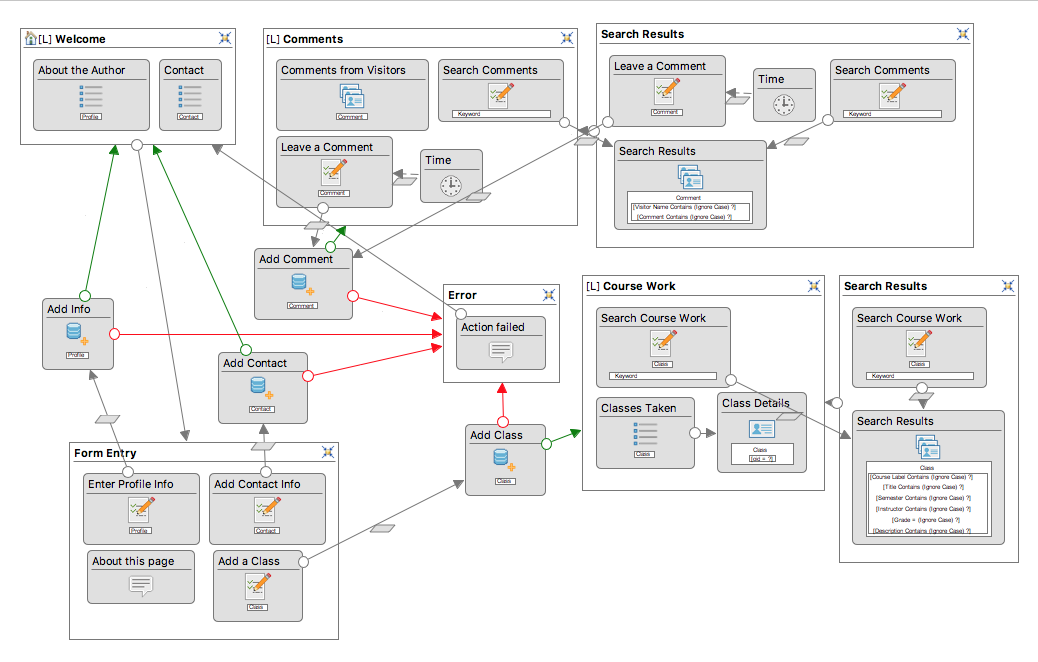 [L] Welcome
About the Author
Profile
Contact
Contact
[L] Comments
Comments from Visitors
Comment
Search Comments
Keyword
Leave a Comment
Comment
Time
Search Results
Leave a Comment
Comment
Time
Search Comments
Keyword
Search Results
Comment
[Visitor Name Contains (Ignore Case) ?]
[Comment Contains (Ignore Case) ?]
Add Comment
Comment
Add Info
Profile
Add Contact
Contact
Error
Action failed
Add Class
Class
[L] Course Work
Search Course Work
Class
Keyword
Classes Taken
Class
Class Details
Class
[oid = ?]
Search Results
Search Course Work
Class
Keyword
Search Results
Class
[Course Label Contains (Ignore Case) ?]
[Title Contains (Ignore Case) ?]
[Semester Contains (Ignore Case) ?]
[Instructor Contains (Ignore Case) ?]
[Grade = (Ignore Case) ?]
[Description Contains (Ignore Case) ?]
Form Entry
Enter Profile Info
Profile
Add Contact Info
Contact
About this page
Add a Class
Class